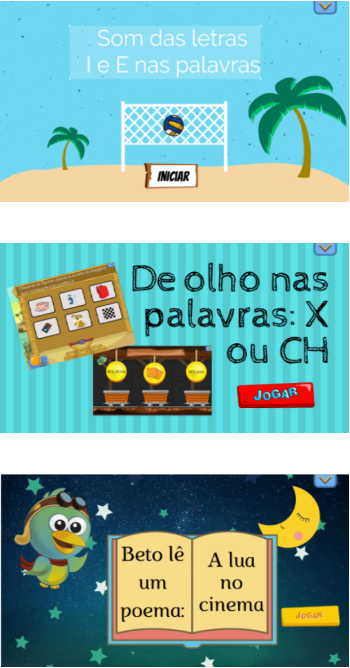 Som das letras
I e E nas palavras
INICIAR
De olho nas
palavras: X
ou CH
JOGAR
Beto lê
um
poema:
A lua
no
cinema
JOGAR